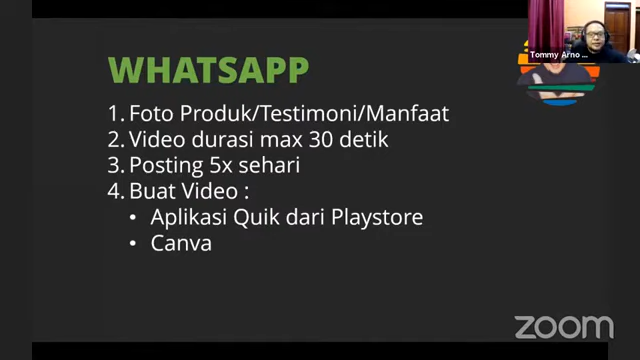 Tommy Arno ...
WHATSAPP
1. Foto Produk/Testimoni/Manfaat
2. Video durasi max 30 detik
3. Posting 5x sehari
4. Buat Video :
• Aplikasi Quik dari Playstore
• Canva
zoom